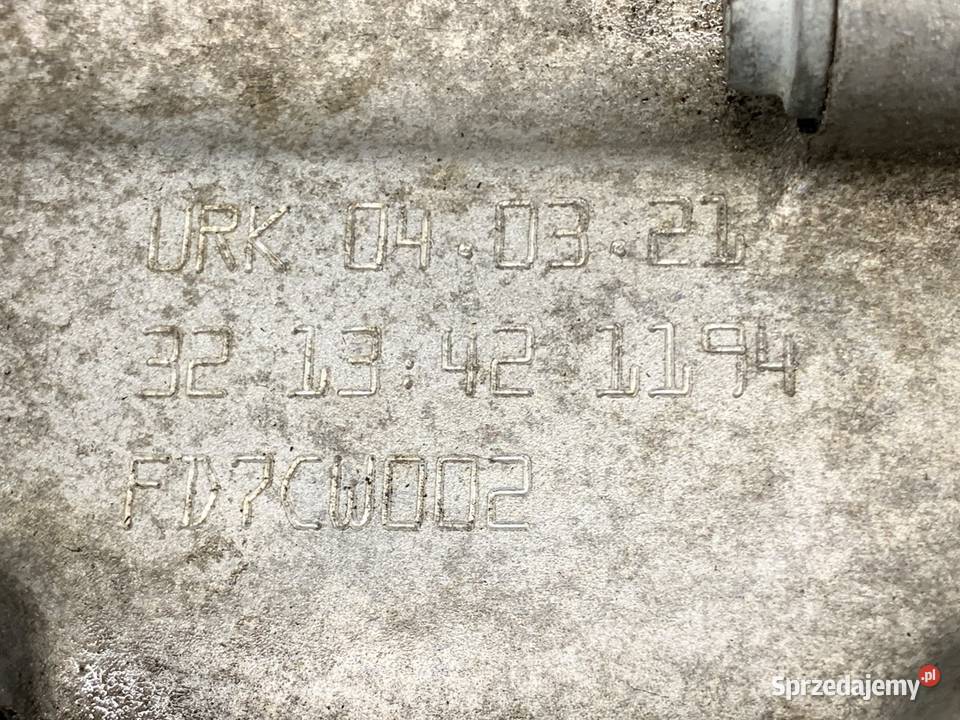 URK 04.03.21
32 13:42 1194
FD7CW002
Sprzedajemy.pl